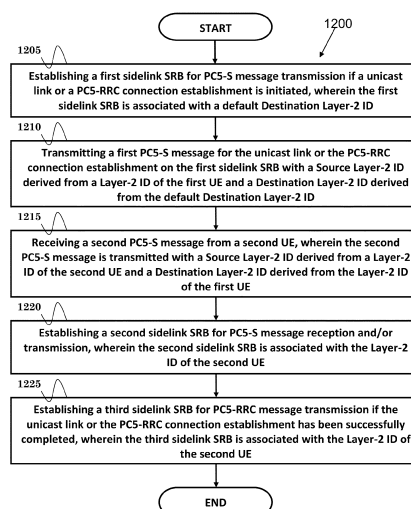 START
1200
1205
Establishing a first sidelink SRB for PC5-S message transmission if a unicast
link or a PC5-RRC connection establishment is initiated, wherein the first
sidelink SRB is associated with a default Destination Layer-2 ID
1210
Transmitting a first PC5-S message for the unicast link or the PC5-RRC
connection establishment on the first sidelink SRB with a Source Layer-2 ID
derived from a Layer-2 ID of the first UE and a Destination Layer-2 ID derived
from the default Destination Layer-2 ID
1215
Receiving a second PC5-S message from a second UE, wherein the second
PC5-S message is transmitted with a Source Layer-2 ID derived from a Layer-2
ID of the second UE and a Destination Layer-2 ID derived from the Layer-2 ID
of the first UE
1220
Establishing a second sidelink SRB for PC5-S message reception and/or
transmission, wherein the second sidelink SRB is associated with the Layer-2
ID of the second UE
1225
Establishing a third sidelink SRB for PC5-RRC message transmission if the
unicast link or the PC5-RRC connection establishment has been successfully
completed, wherein the third sidelink SRB is associated with the Layer-2 ID of
the second UE
END